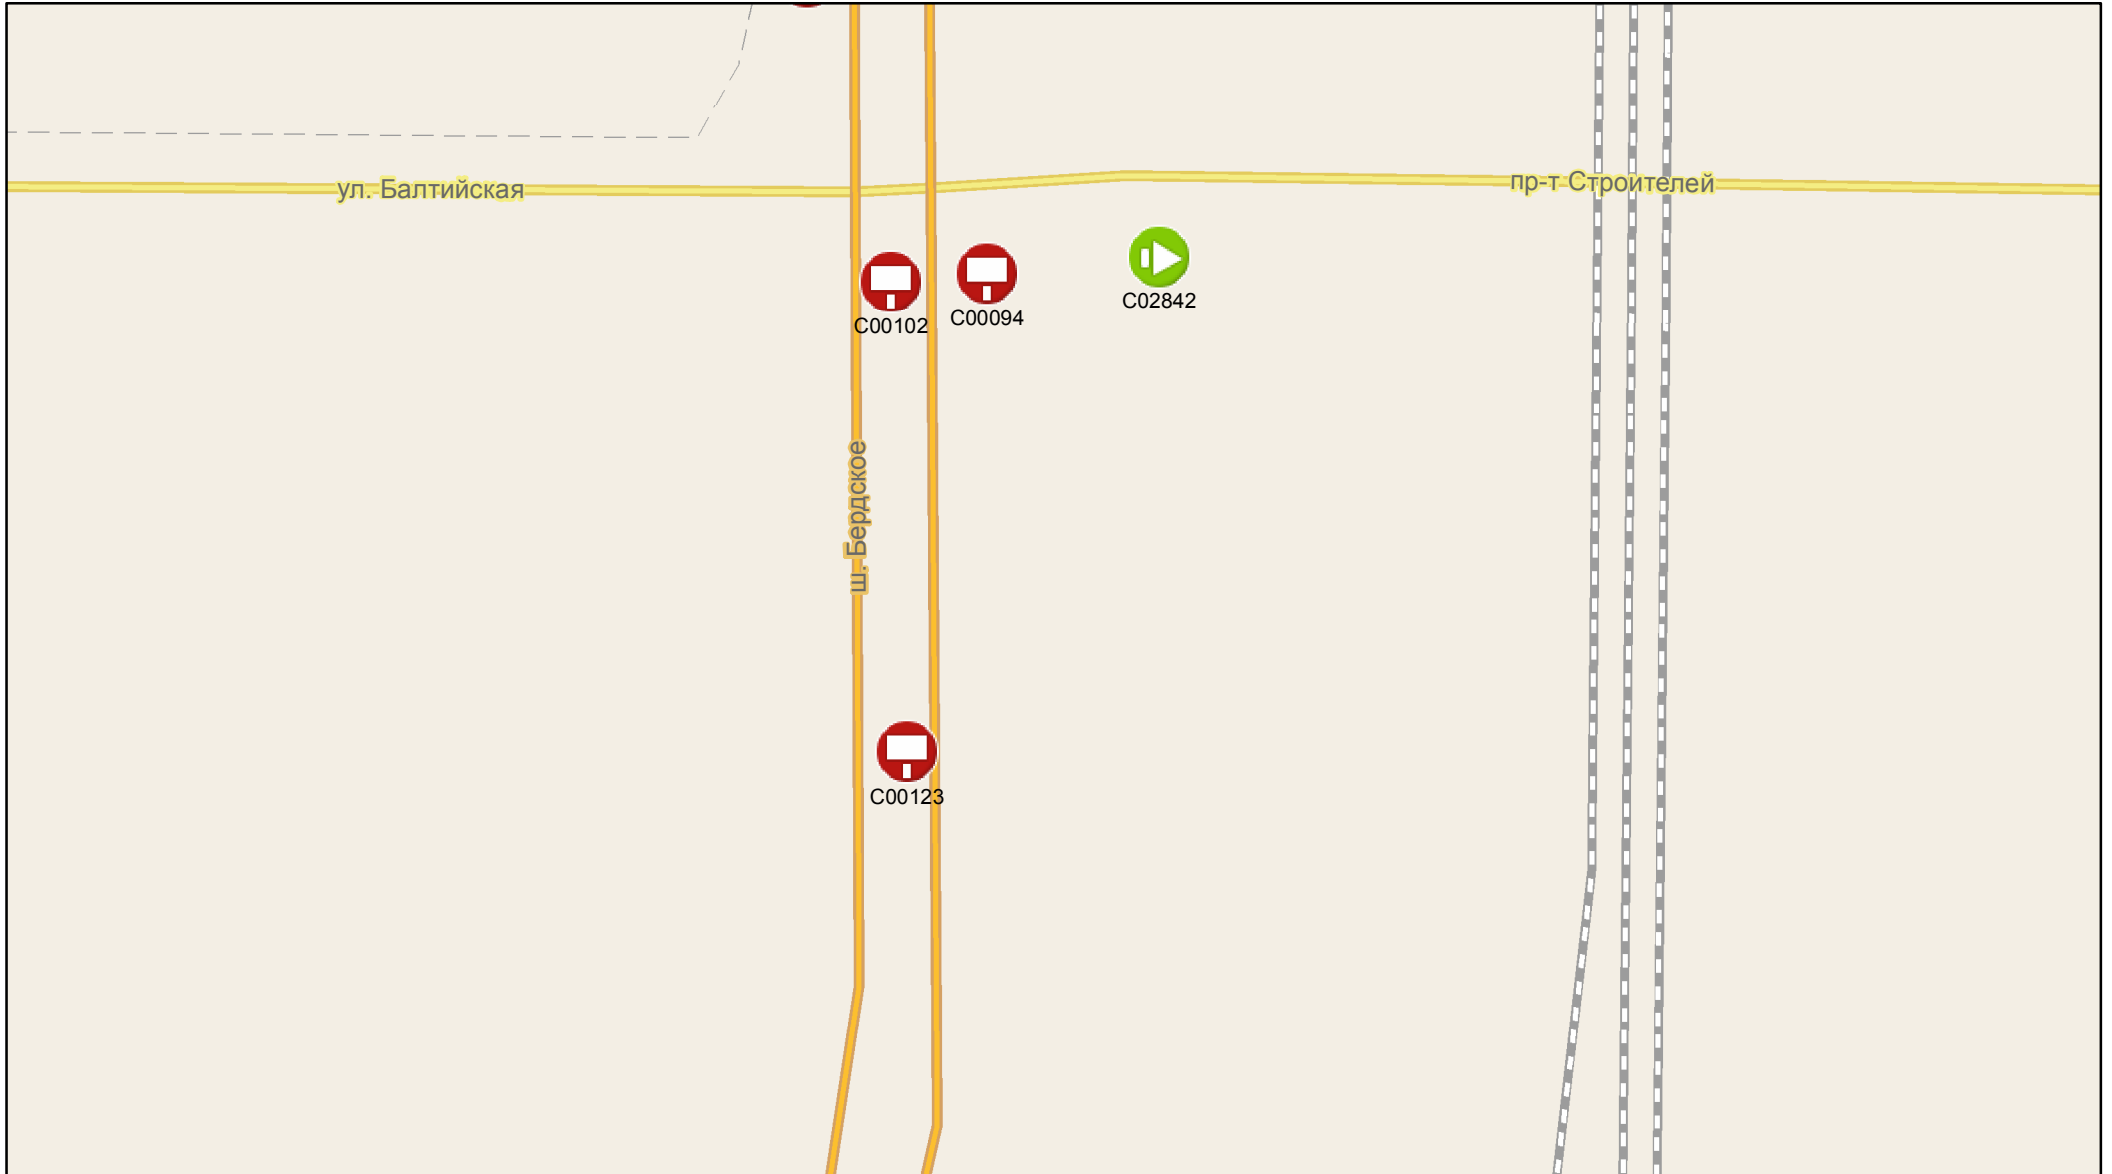 ул. Балтийская
пр-т Строителей
C00102
C00094
C02842
ш. Бердское
C00123